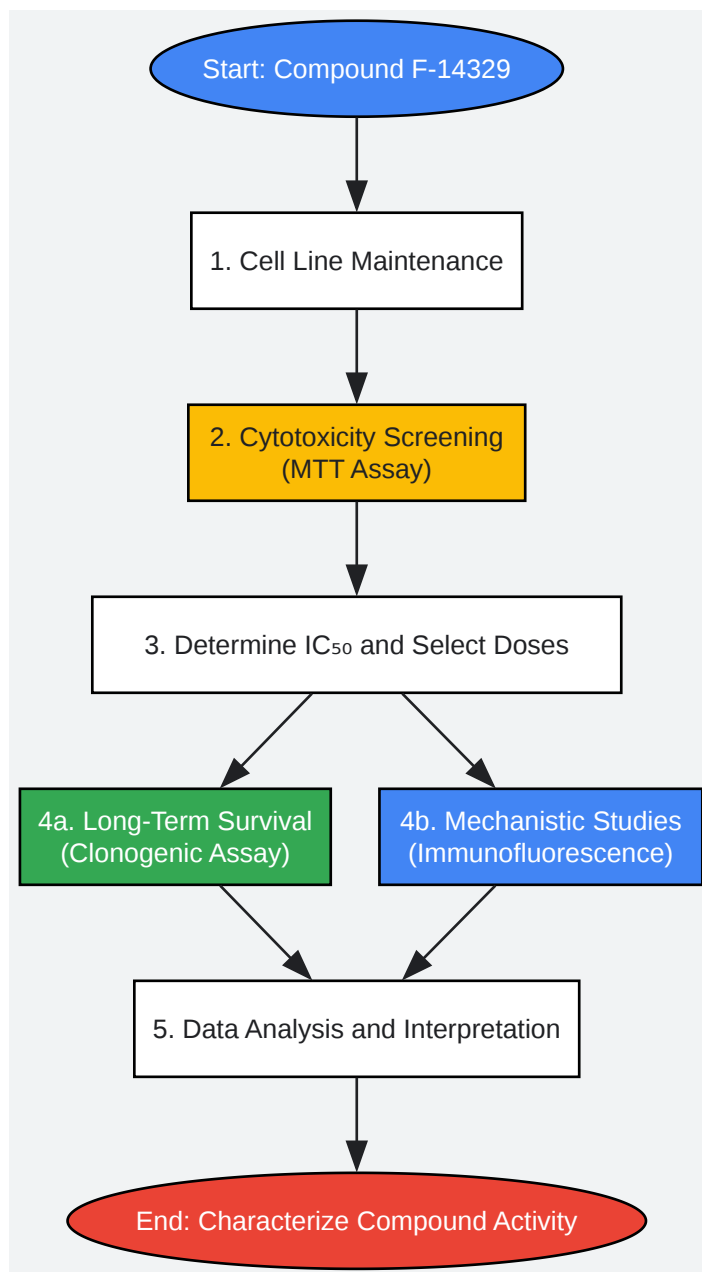 Start: Compound F-14329
1. Cell Line Maintenance
2. Cytotoxicity Screening
(MTT Assay)
3. Determine IC₅₀ and Select Doses
4a. Long-Term Survival
(Clonogenic Assay)
4b. Mechanistic Studies
(Immunofluorescence)
5. Data Analysis and Interpretation
End: Characterize Compound Activity